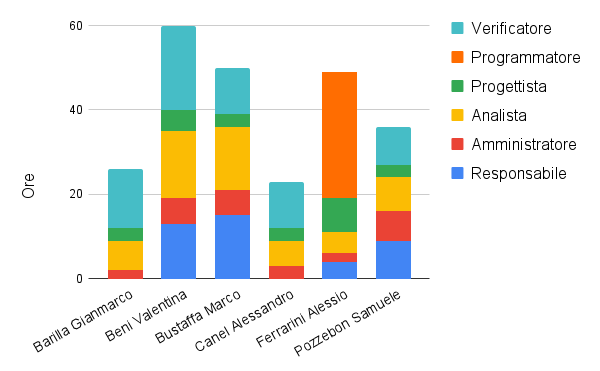 60
40
20
0
Ore
Barilla Gianmarco
Beni Valentina
Bustaffa Marco
Canel Alessandro
Ferrarini Alessio
Pozzebon Samuele
Verificatore
Programmatore
Progettista
Analista
Amministratore
Responsabile